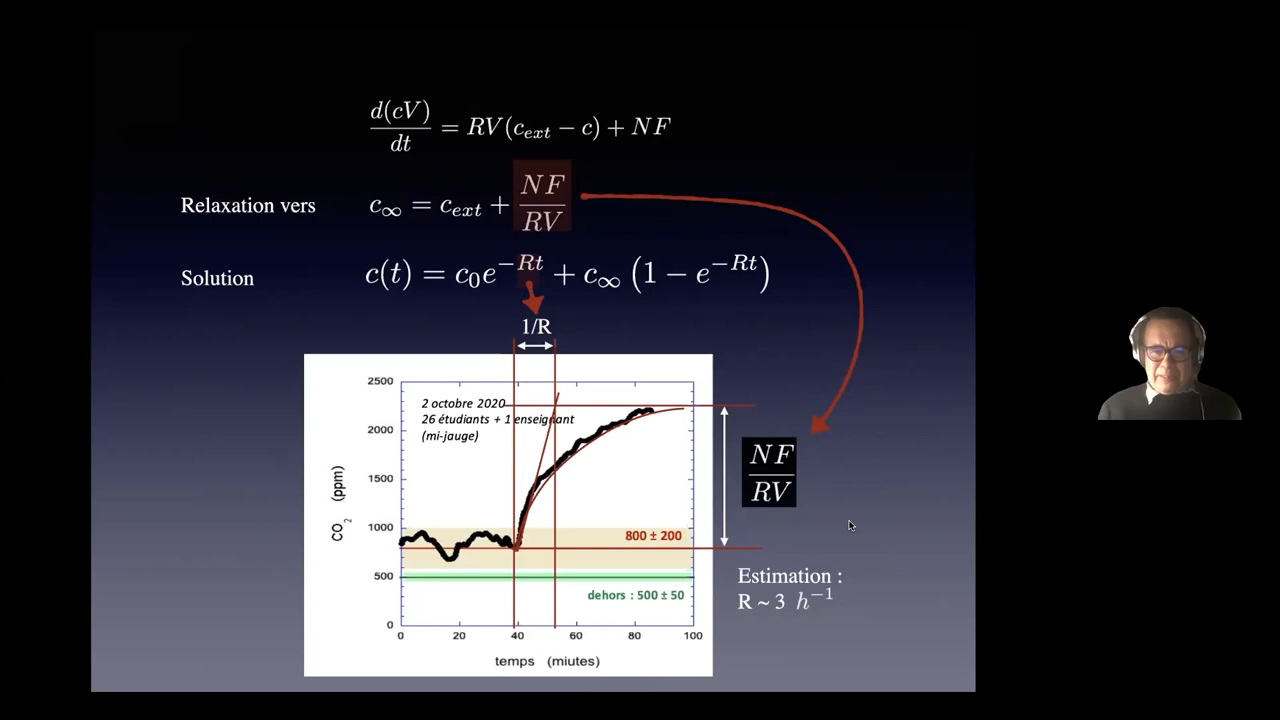 d(cV)/dt = RV(c_ext − c) + NF
Relaxation vers c_∞ = c_ext + NF/RV
Solution c(t) = c_0 e^{−Rt} + c_∞ (1 − e^{−Rt})
1/R
2500
2000
1500
1000
500
0
CO2 (ppm)
2 octobre 2020
26 étudiants + 1 enseignant
(mi-jauge)
800 ± 200
dehors : 500 ± 50
0 20 40 60 80 100
temps (miutes)
NF/RV
Estimation :
R ~ 3 h^{−1}